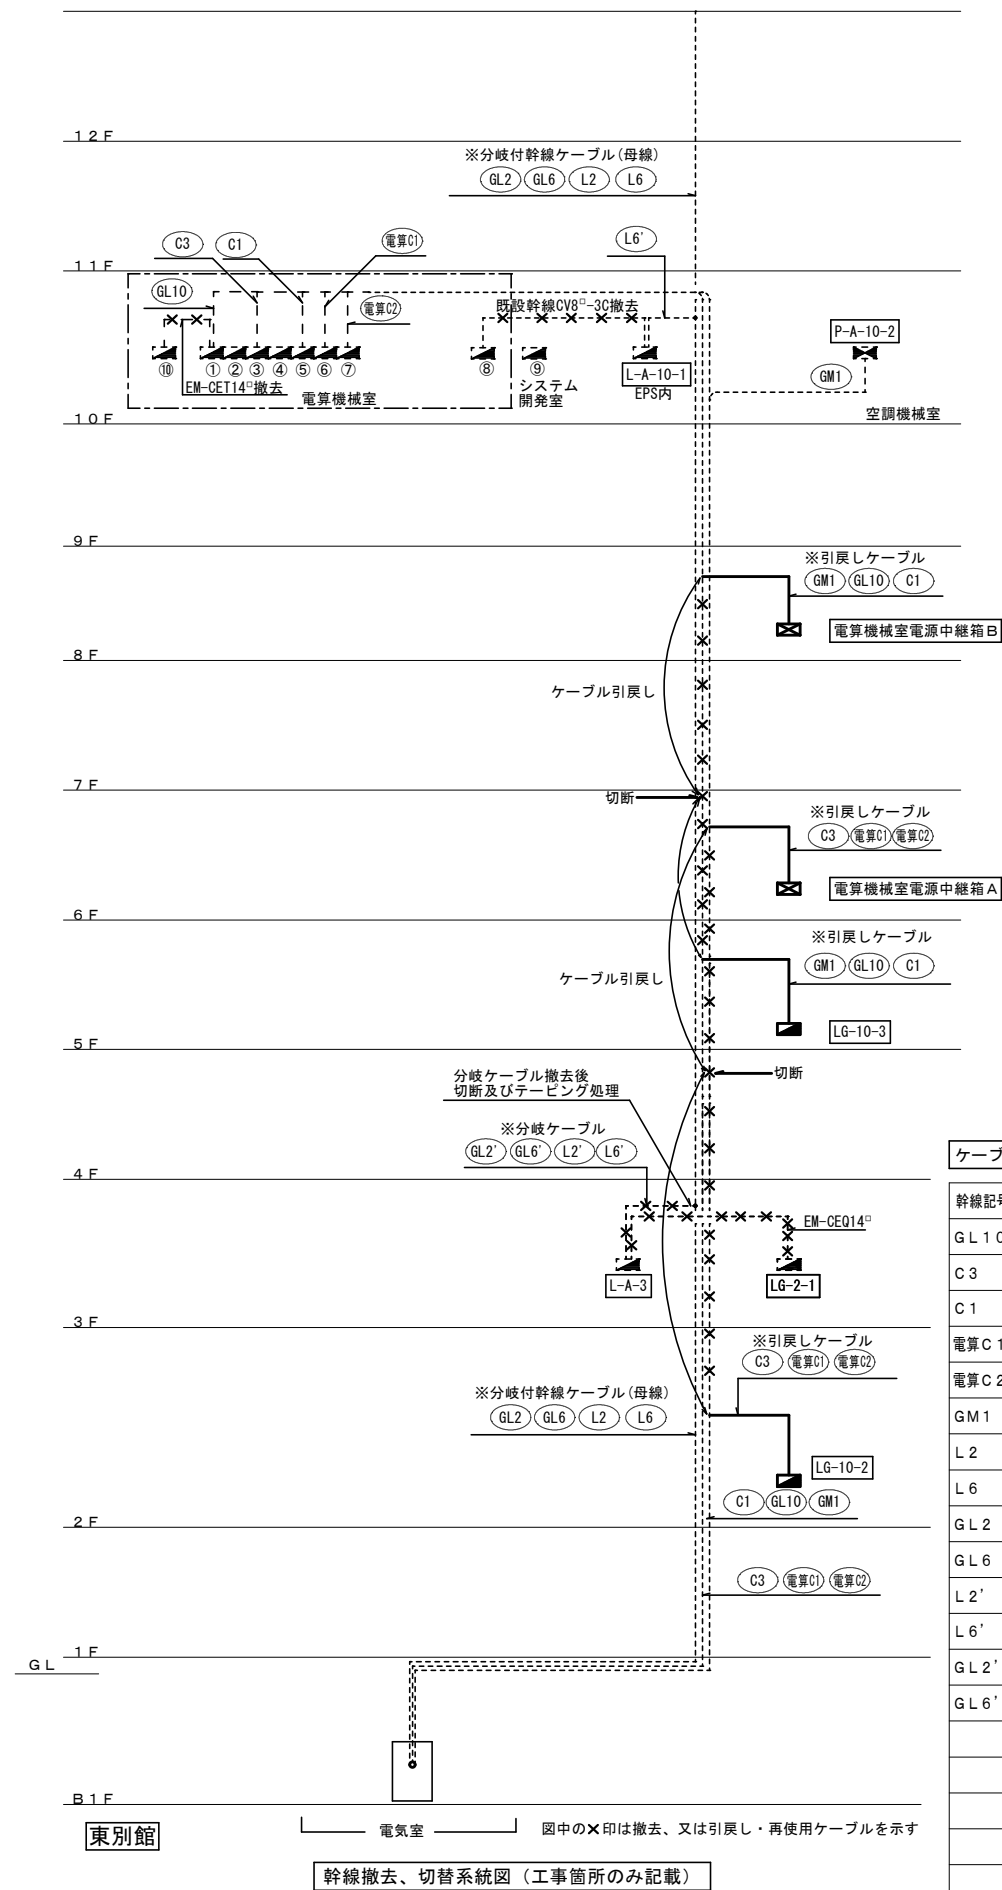 12F
※分岐付幹線ケーブル(母線)
GL2 GL6 L2 L6
C3 C1 電算C1 L6'
11F
GL10 電算C2 既設幹線CV8□-3C撤去
P-A-10-2
⑩ ① ② ③ ④ ⑤ ⑥ ⑦ ⑧ ⑨ L-A-10-1 GM1
EM-CET14□撤去 電算機械室 システム開発室 EPS内
空調機械室
10F
9F
※引戻しケーブル
GM1 GL10 C1
電算機械室電源中継箱B
8F
ケーブル引戻し
7F
切断
※引戻しケーブル
C3 電算C1 電算C2
電算機械室電源中継箱A
6F
※引戻しケーブル
GM1 GL10 C1
ケーブル引戻し
LG-10-3
5F
分岐ケーブル撤去後
切断及びテーピング処理
切断
※分岐ケーブル
GL2' GL6' L2' L6'
4F
EM-CEQ14□
L-A-3 LG-2-1
3F
※引戻しケーブル
C3 電算C1 電算C2
※分岐付幹線ケーブル(母線)
GL2 GL6 L2 L6
LG-10-2
C1 GL10 GM1
2F
C3 電算C1 電算C2
1F
GL
B1F
東別館
電気室
図中の×印は撤去、又は引戻し・再使用ケーブルを示す
幹線撤去、切替系統図（工事箇所のみ記載）
ケーブ
幹線記号
GL10
C3
C1
電算C1
電算C2
GM1
L2
L6
GL2
GL6
L2'
L6'
GL2'
GL6'